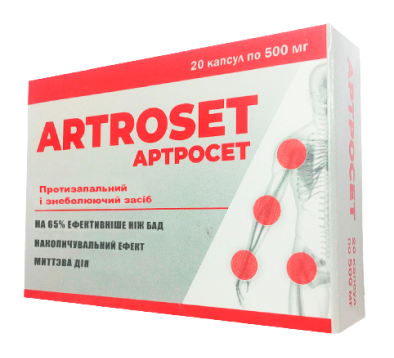 20 капсул по 500 мг
ARTROSET
АРТРОСЕТ
Протизапальний
і знеболюючий засіб
НА 65% ЕФЕКТИВНІШЕ НІЖ БАД
НАКОПИЧУВАЛЬНИЙ ЕФЕКТ
МИТТЭВА ДІЯ
АРТРОСЕТ
20 капсул
по 500 мг